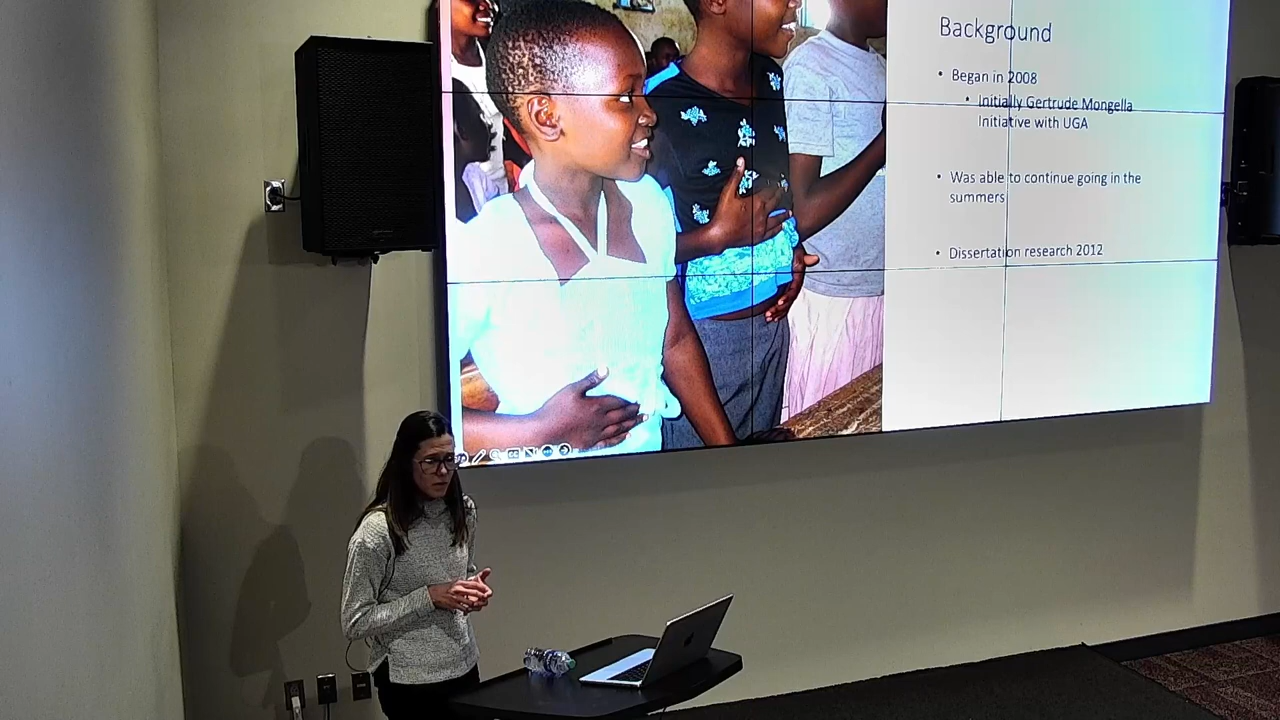 Background
• Began in 2008
• Initially Gertrude Mongella
Initiative with UGA
• Was able to continue going in the
summers
• Dissertation research 2012